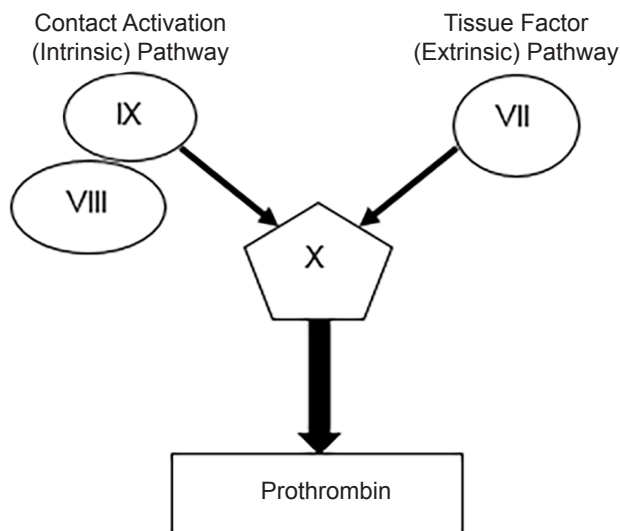 Contact Activation
(Intrinsic) Pathway
Tissue Factor
(Extrinsic) Pathway
IX
VII
VIII
X
Prothrombin